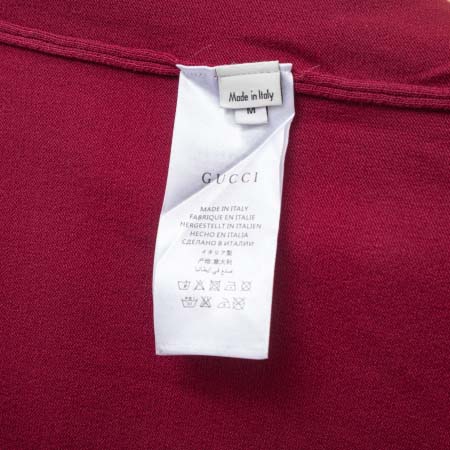 Made in Italy
M
GUCCI
MADE IN ITALY
FABRIQUE EN ITALIE
HERGESTELLT IN ITALIEN
HECHO EN ITALIA
СДЕЛАНО В ИТАЛИИ
イタリア製
产地:意大利
صنع في إيطاليا